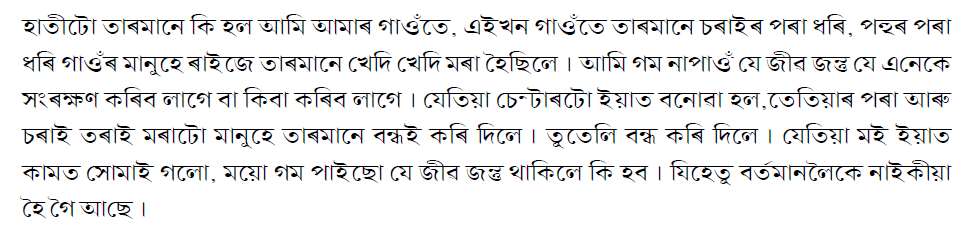 হাতীটো তাৰমানে কি হল আমি আমাৰ গাওঁতে, এইখন গাওঁতে তাৰমানে চৰাইৰ পৰা ধৰি, পহুৰ পৰা
ধৰি গাওঁৰ মানুহে ৰাইজে তাৰমানে খেদি খেদি মৰা হৈছিলে । আমি গম নাপাওঁ যে জীৱ জন্তু যে এনেকে
সংৰক্ষণ কৰিব লাগে বা কিবা কৰিব লাগে । যেতিয়া চেন্টাৰটো ইয়াত বনোৱা হল,তেতিয়াৰ পৰা আৰু
চৰাই তৰাই মৰাটো মানুহে তাৰমানে বন্ধই কৰি দিলে । তুতেলি বন্ধ কৰি দিলে । যেতিয়া মই ইয়াত
কামত সোমাই গলো, ময়ো গম পাইছো যে জীৱ জন্তু থাকিলে কি হব । যিহেতু বৰ্তমানলৈকে নাইকীয়া
হৈ গৈ আছে ।